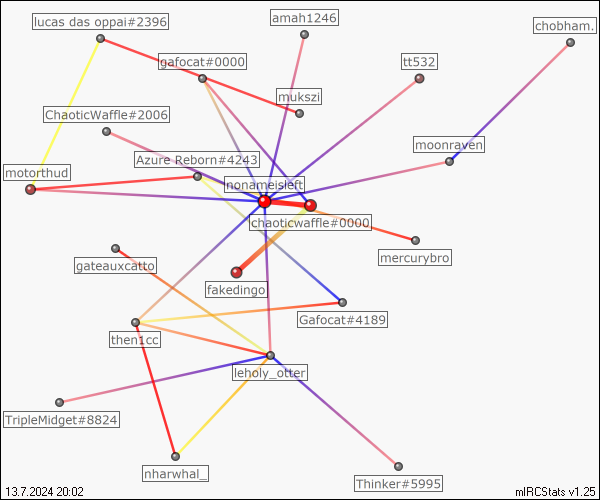 lucas das oppai#2396
amah1246
chobham.
gafocat#0000
tt532
mukszi
ChaoticWaffle#2006
moonraven
Azure Reborn#4243
motorthud
nonameisleft
chaoticwaffle#0000
mercurybro
gateauxcatto
fakedingo
Gafocat#4189
then1cc
leholy_otter
TripleMidget#8824
nharwhal_
Thinker#5995
13.7.2024 20:02
mIRCStats v1.25